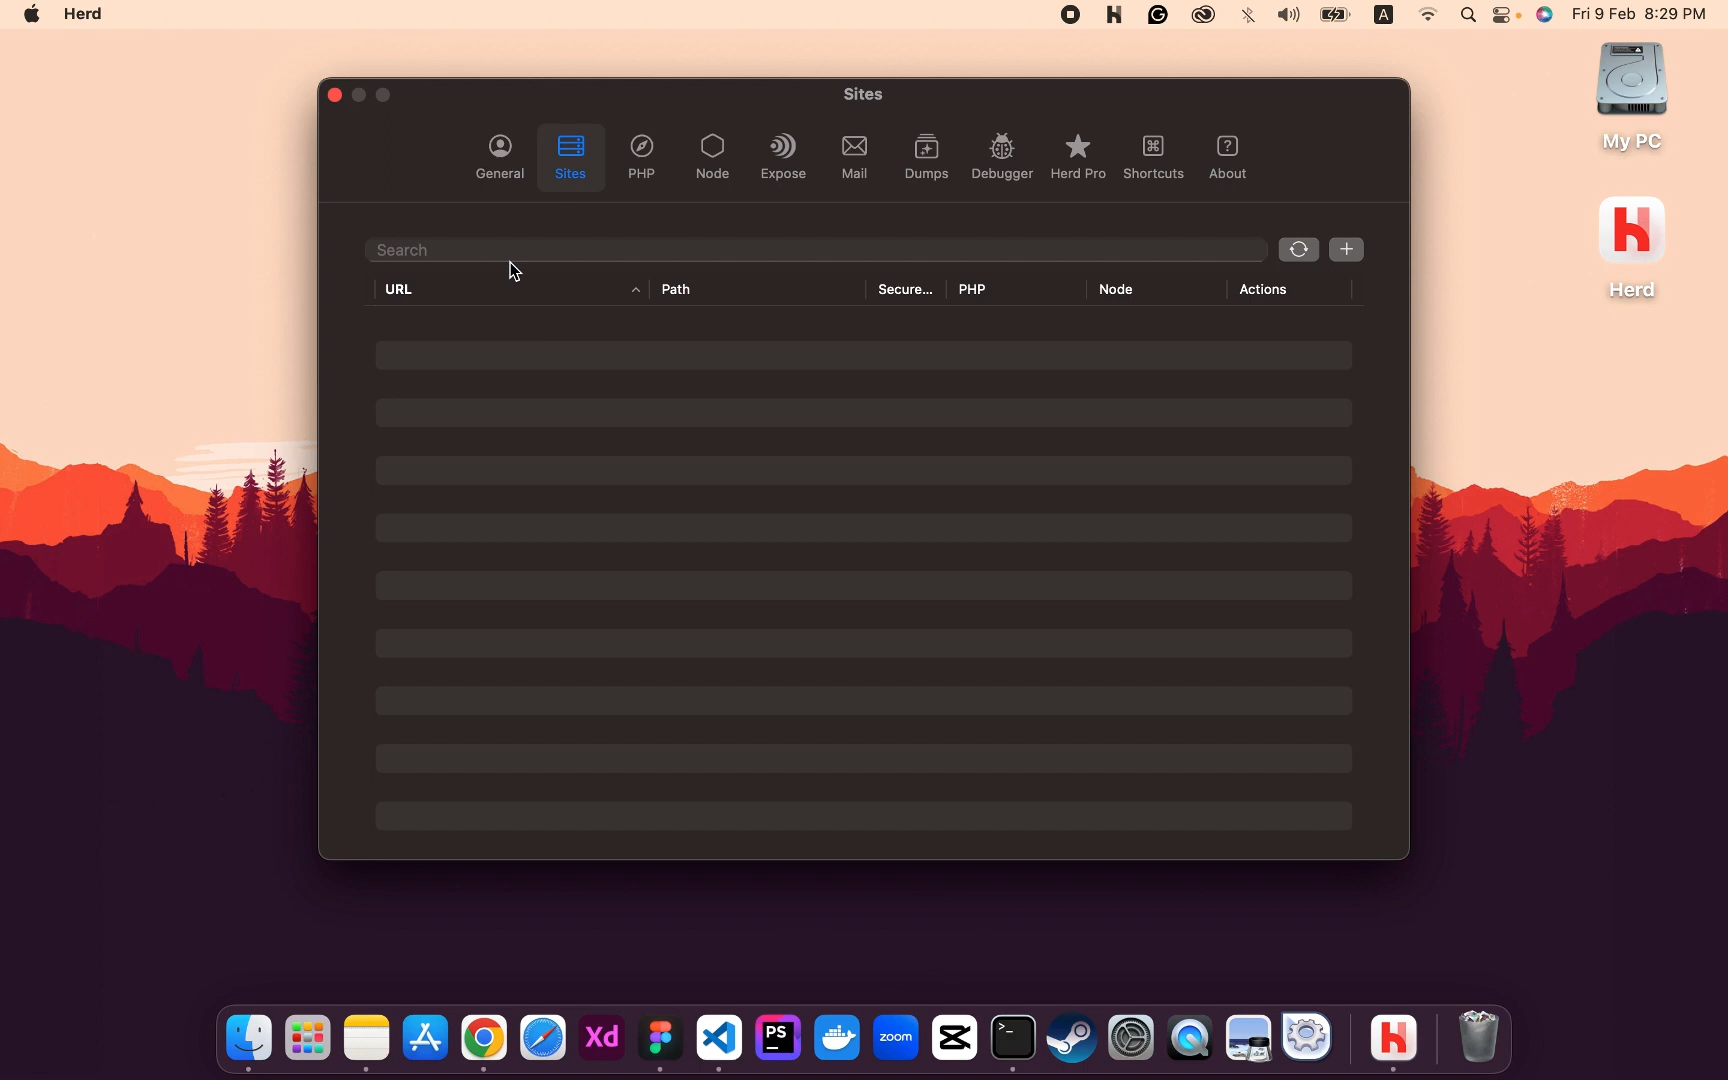 Herd
A
Fri 9 Feb 8:29 PM
My PC
Herd
Sites
General
Sites
PHP
Node
Expose
Mail
Dumps
Debugger
Herd Pro
Shortcuts
About
Search
URL
Path
Secure...
PHP
Node
Actions
Xd
PS
zoom